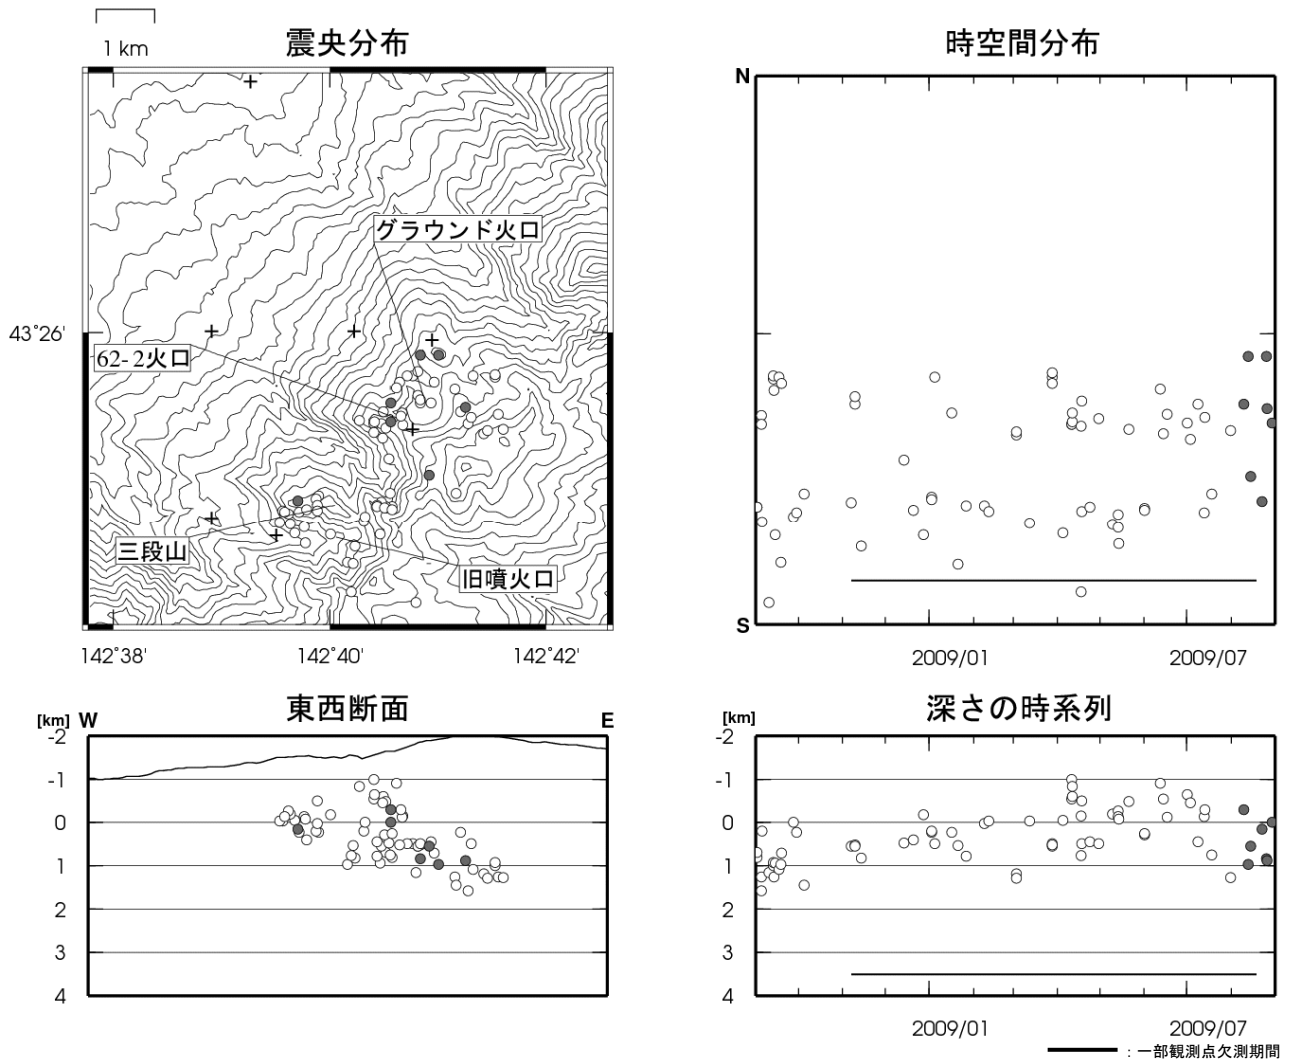 1 km
震央分布
グラウンド火口
43°26'
62-2火口
三段山
旧噴火口
142°38'
142°40'
142°42'
時空間分布
N
S
2009/01
2009/07
東西断面
[km]
W
E
-2
-1
0
1
2
3
4
深さの時系列
[km]
-2
-1
0
1
2
3
4
2009/01
2009/07
：一部観測点欠測期間